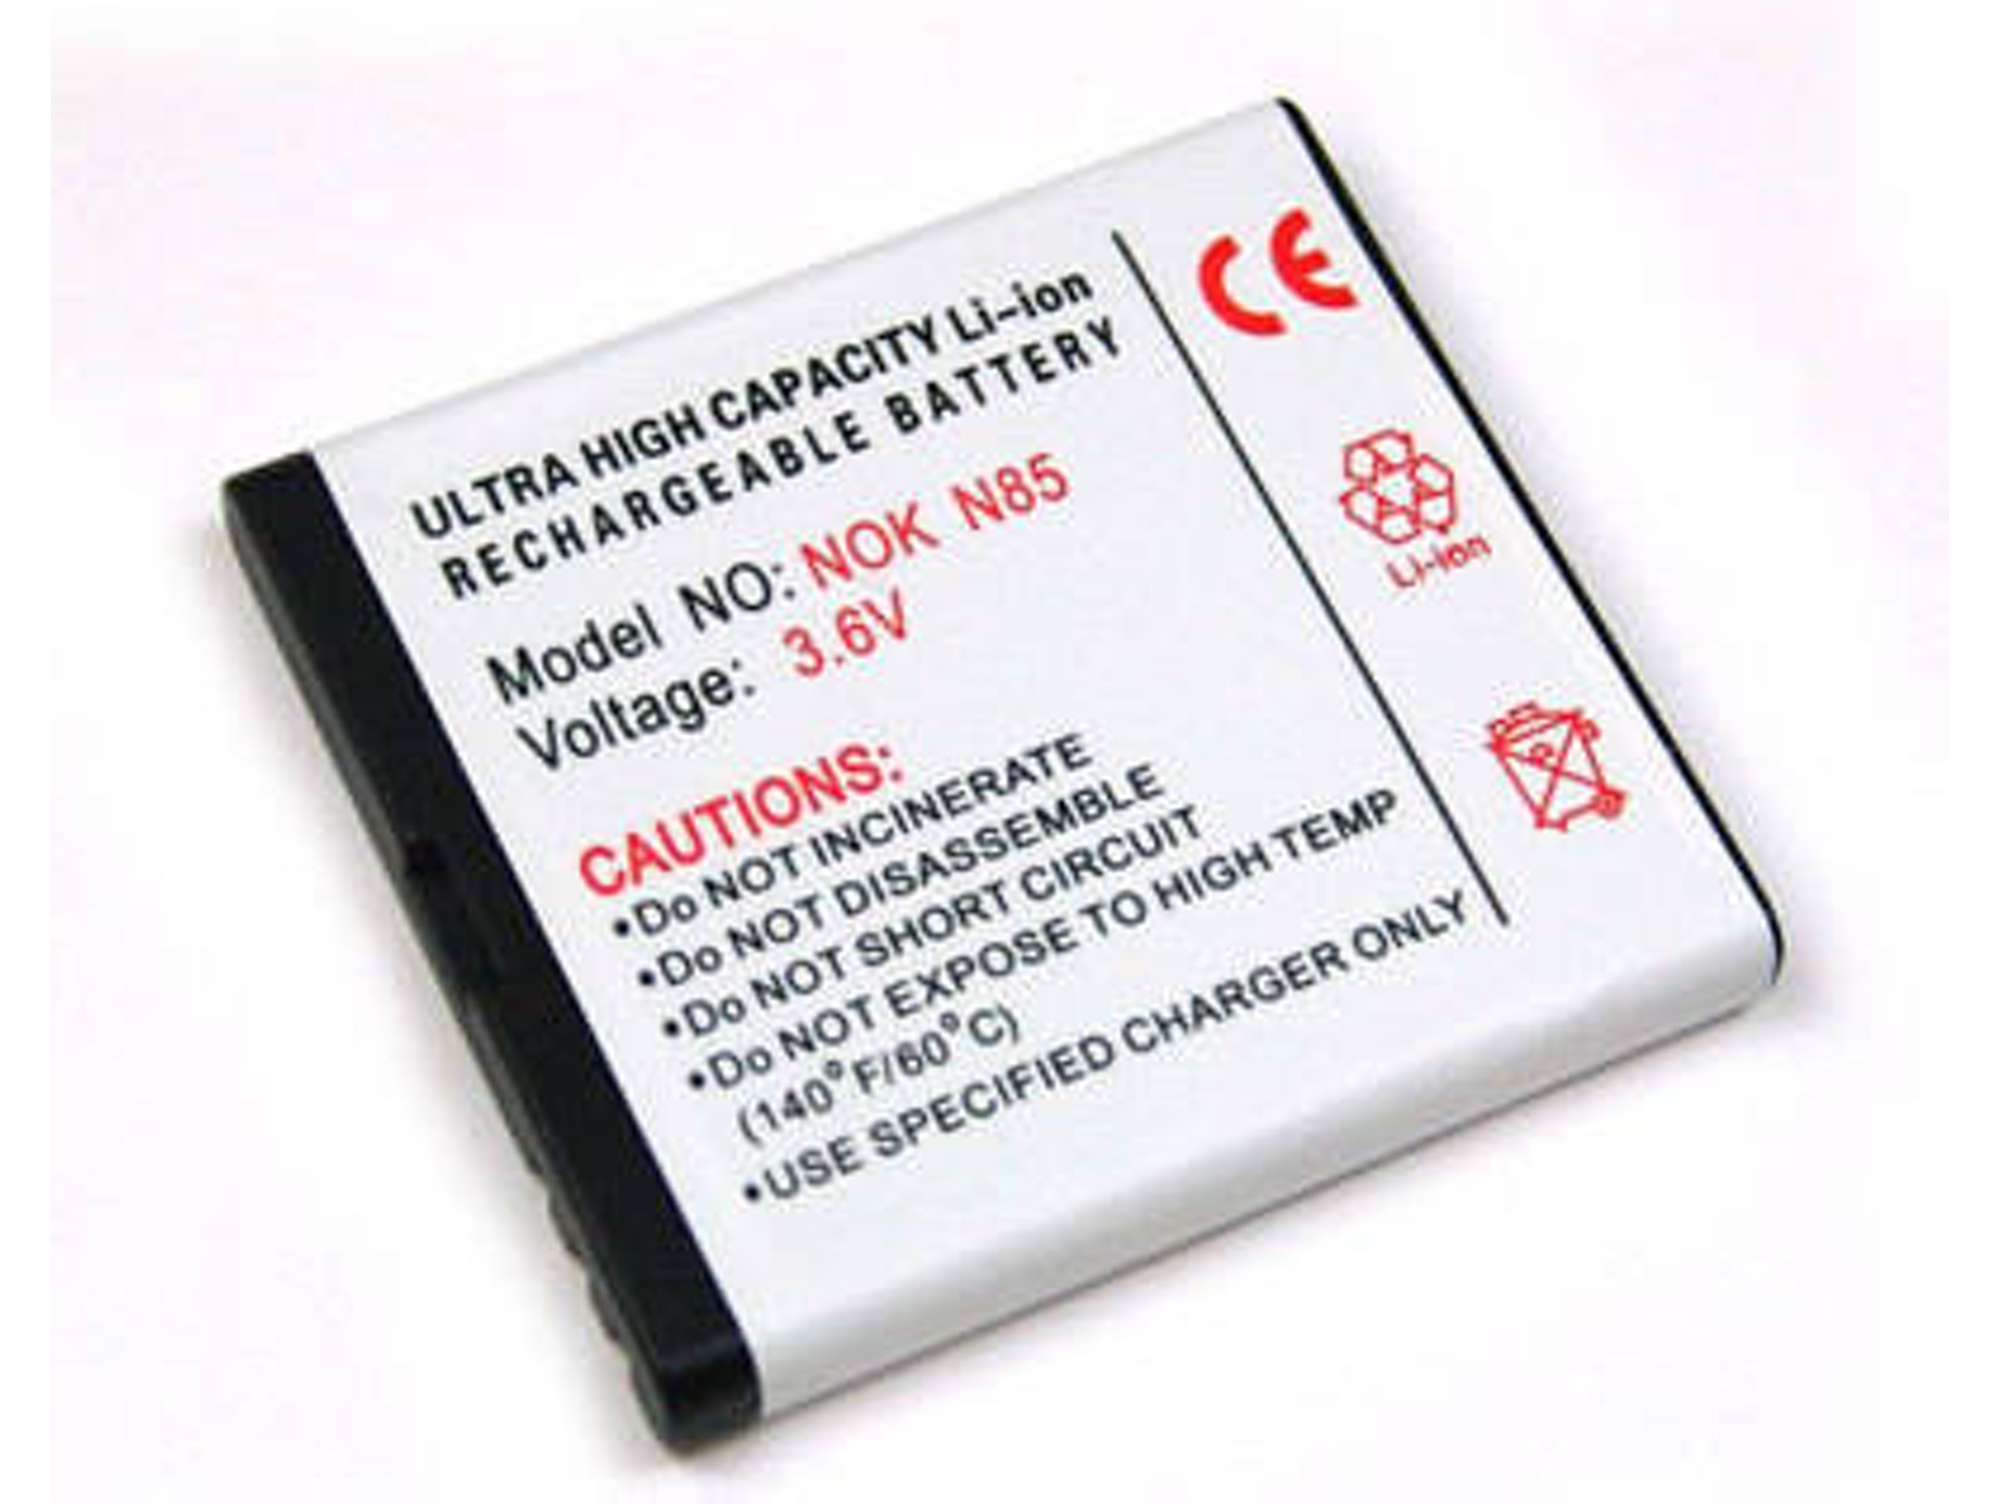 ULTRA HIGH CAPACITY Li-ion
RECHARGEABLE BATTERY
Model NO: NOK N85
Voltage: 3.6V
CAUTIONS:
•Do NOT INCINERATE
•Do NOT DISASSEMBLE
•Do NOT SHORT CIRCUIT
•Do NOT EXPOSE TO HIGH TEMP
(140°F/60°C)
•USE SPECIFIED CHARGER ONLY
CE
Li-ion